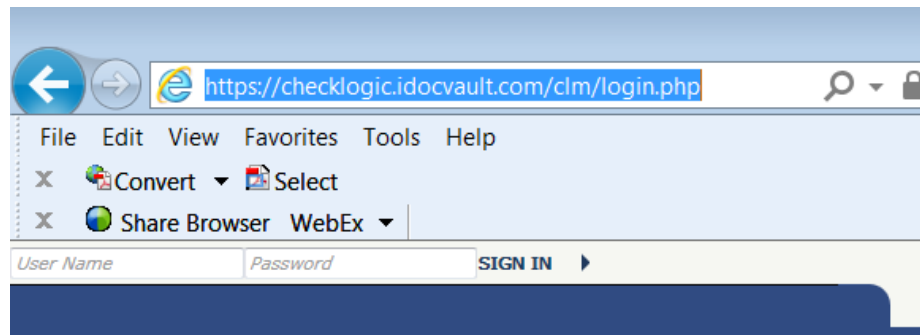 https://checklogic.idocvault.com/clm/login.php
File Edit View Favorites Tools Help
x Convert Select
x Share Browser WebEx
User Name Password SIGN IN